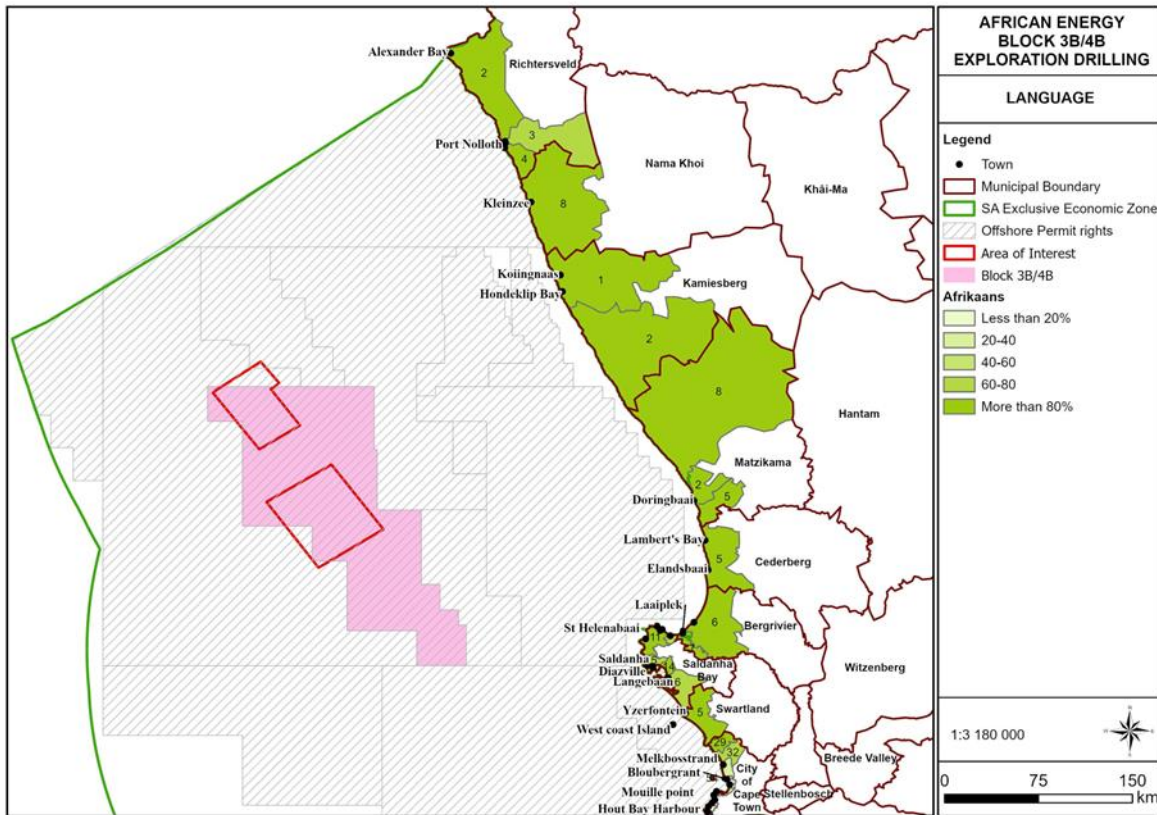 Alexander Bay
Richtersveld
2
3
Port Nolloth
4
Nama Khoi
Khâi-Ma
Kleinzee
8
Koiingnaas
1
Kamiesberg
Hondeklip Bay
2
8
Hantam
Matzikama
2
Doringbaai
5
Lambert's Bay
5
Cederberg
Elandsbaai
Laaiplek
6
St Helenabaai
11
Bergrivier
Saldanha
Saldanha
Bay
Witzenberg
Diazville
Langebaan
6
Yzerfontein
5
Swartland
West coast Island
29
32
Melkbosstrand
Breede Valley
Bloubergrant
City
of
Cape
Town
Mouille point
Stellenbosch
Hout Bay Harbour
AFRICAN ENERGY
BLOCK 3B/4B
EXPLORATION DRILLING
LANGUAGE
Legend
Town
Municipal Boundary
SA Exclusive Economic Zone
Offshore Permit rights
Area of Interest
Block 3B/4B
Afrikaans
Less than 20%
20-40
40-60
60-80
More than 80%
1:3 180 000
0 75 150
km